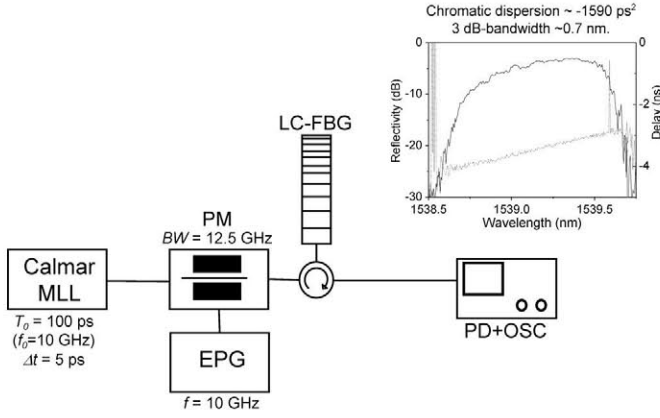 Chromatic dispersion ~ -1590 ps²
3 dB-bandwidth ~0.7 nm.
0
-10
-20
-30
Reflectivity (dB)
0
-2
-4
Delay (ns)
1538.5
1539.0
1539.5
Wavelength (nm)
LC-FBG
PM
BW = 12.5 GHz
Calmar
MLL
T₀ = 100 ps
(f₀=10 GHz)
Δt = 5 ps
EPG
f = 10 GHz
PD+OSC